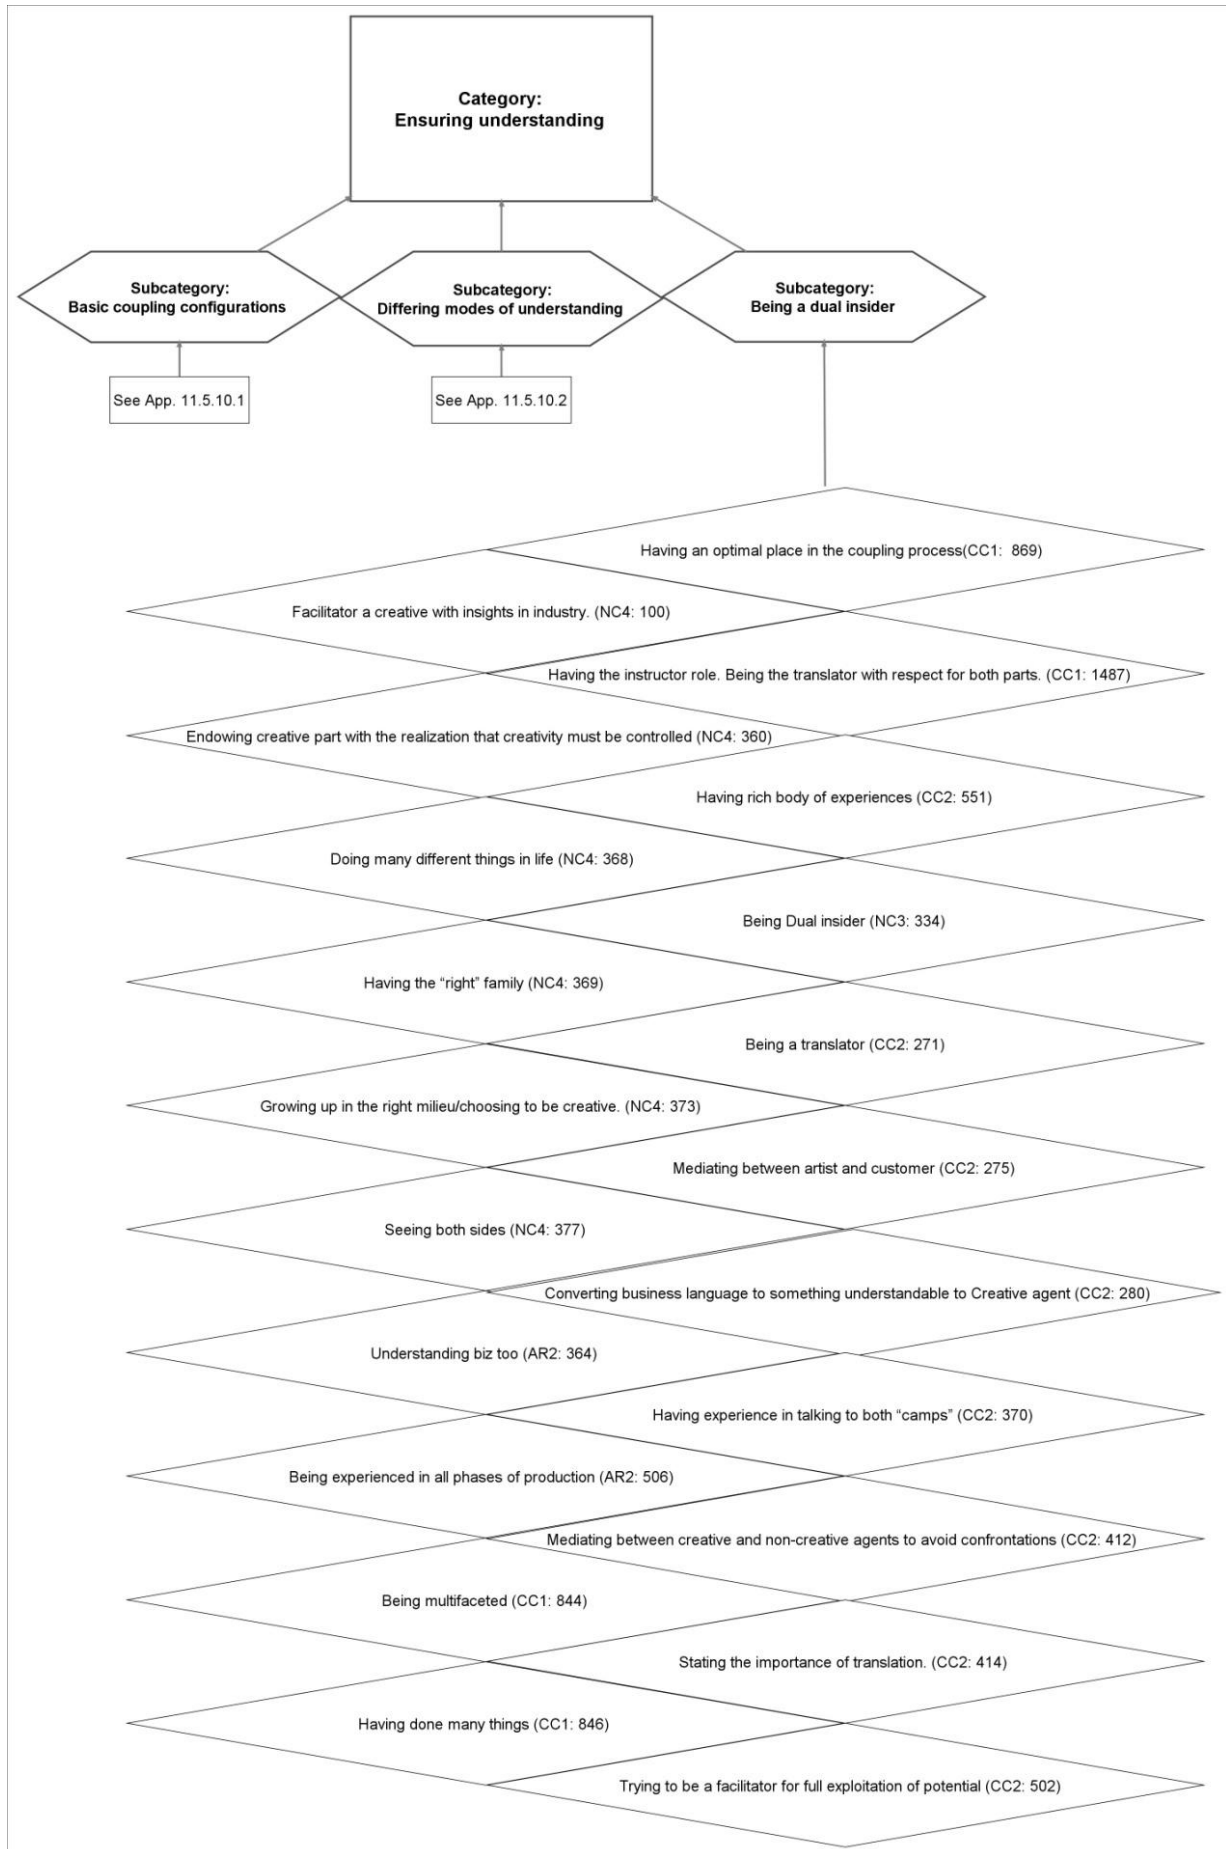 Category:
Ensuring understanding
Subcategory:
Basic coupling configurations
Subcategory:
Differing modes of understanding
Subcategory:
Being a dual insider
See App. 11.5.10.1
See App. 11.5.10.2
Having an optimal place in the coupling process(CC1:  869)
Facilitator a creative with insights in industry. (NC4: 100)
Having the instructor role. Being the translator with respect for both parts. (CC1: 1487)
Endowing creative part with the realization that creativity must be controlled (NC4: 360)
Having rich body of experiences (CC2: 551)
Doing many different things in life (NC4: 368)
Being Dual insider (NC3: 334)
Having the “right” family (NC4: 369)
Being a translator (CC2: 271)
Growing up in the right milieu/choosing to be creative. (NC4: 373)
Mediating between artist and customer (CC2: 275)
Seeing both sides (NC4: 377)
Converting business language to something understandable to Creative agent (CC2: 280)
Understanding biz too (AR2: 364)
Having experience in talking to both “camps” (CC2: 370)
Being experienced in all phases of production (AR2: 506)
Mediating between creative and non-creative agents to avoid confrontations (CC2: 412)
Being multifaceted (CC1: 844)
Stating the importance of translation. (CC2: 414)
Having done many things (CC1: 846)
Trying to be a facilitator for full exploitation of potential (CC2: 502)